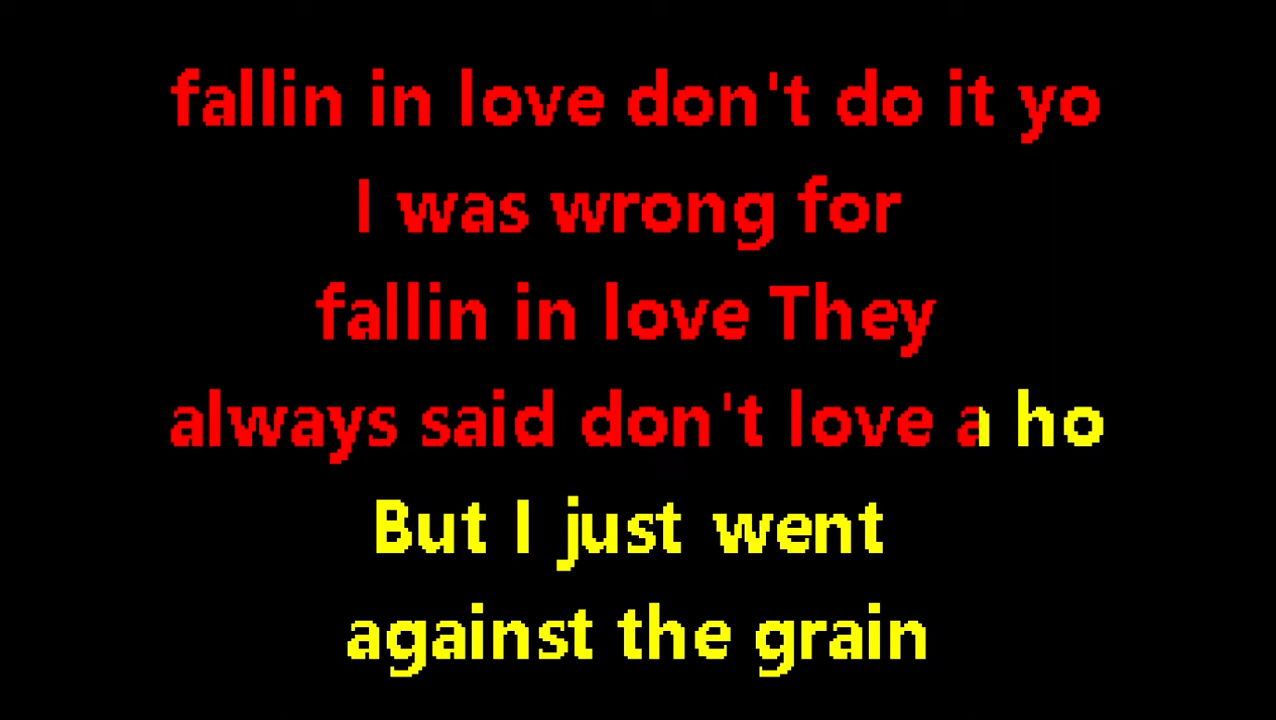 fallin in love don't do it yo
I was wrong for
fallin in love They
always said don't love a ho
But I just went
against the grain